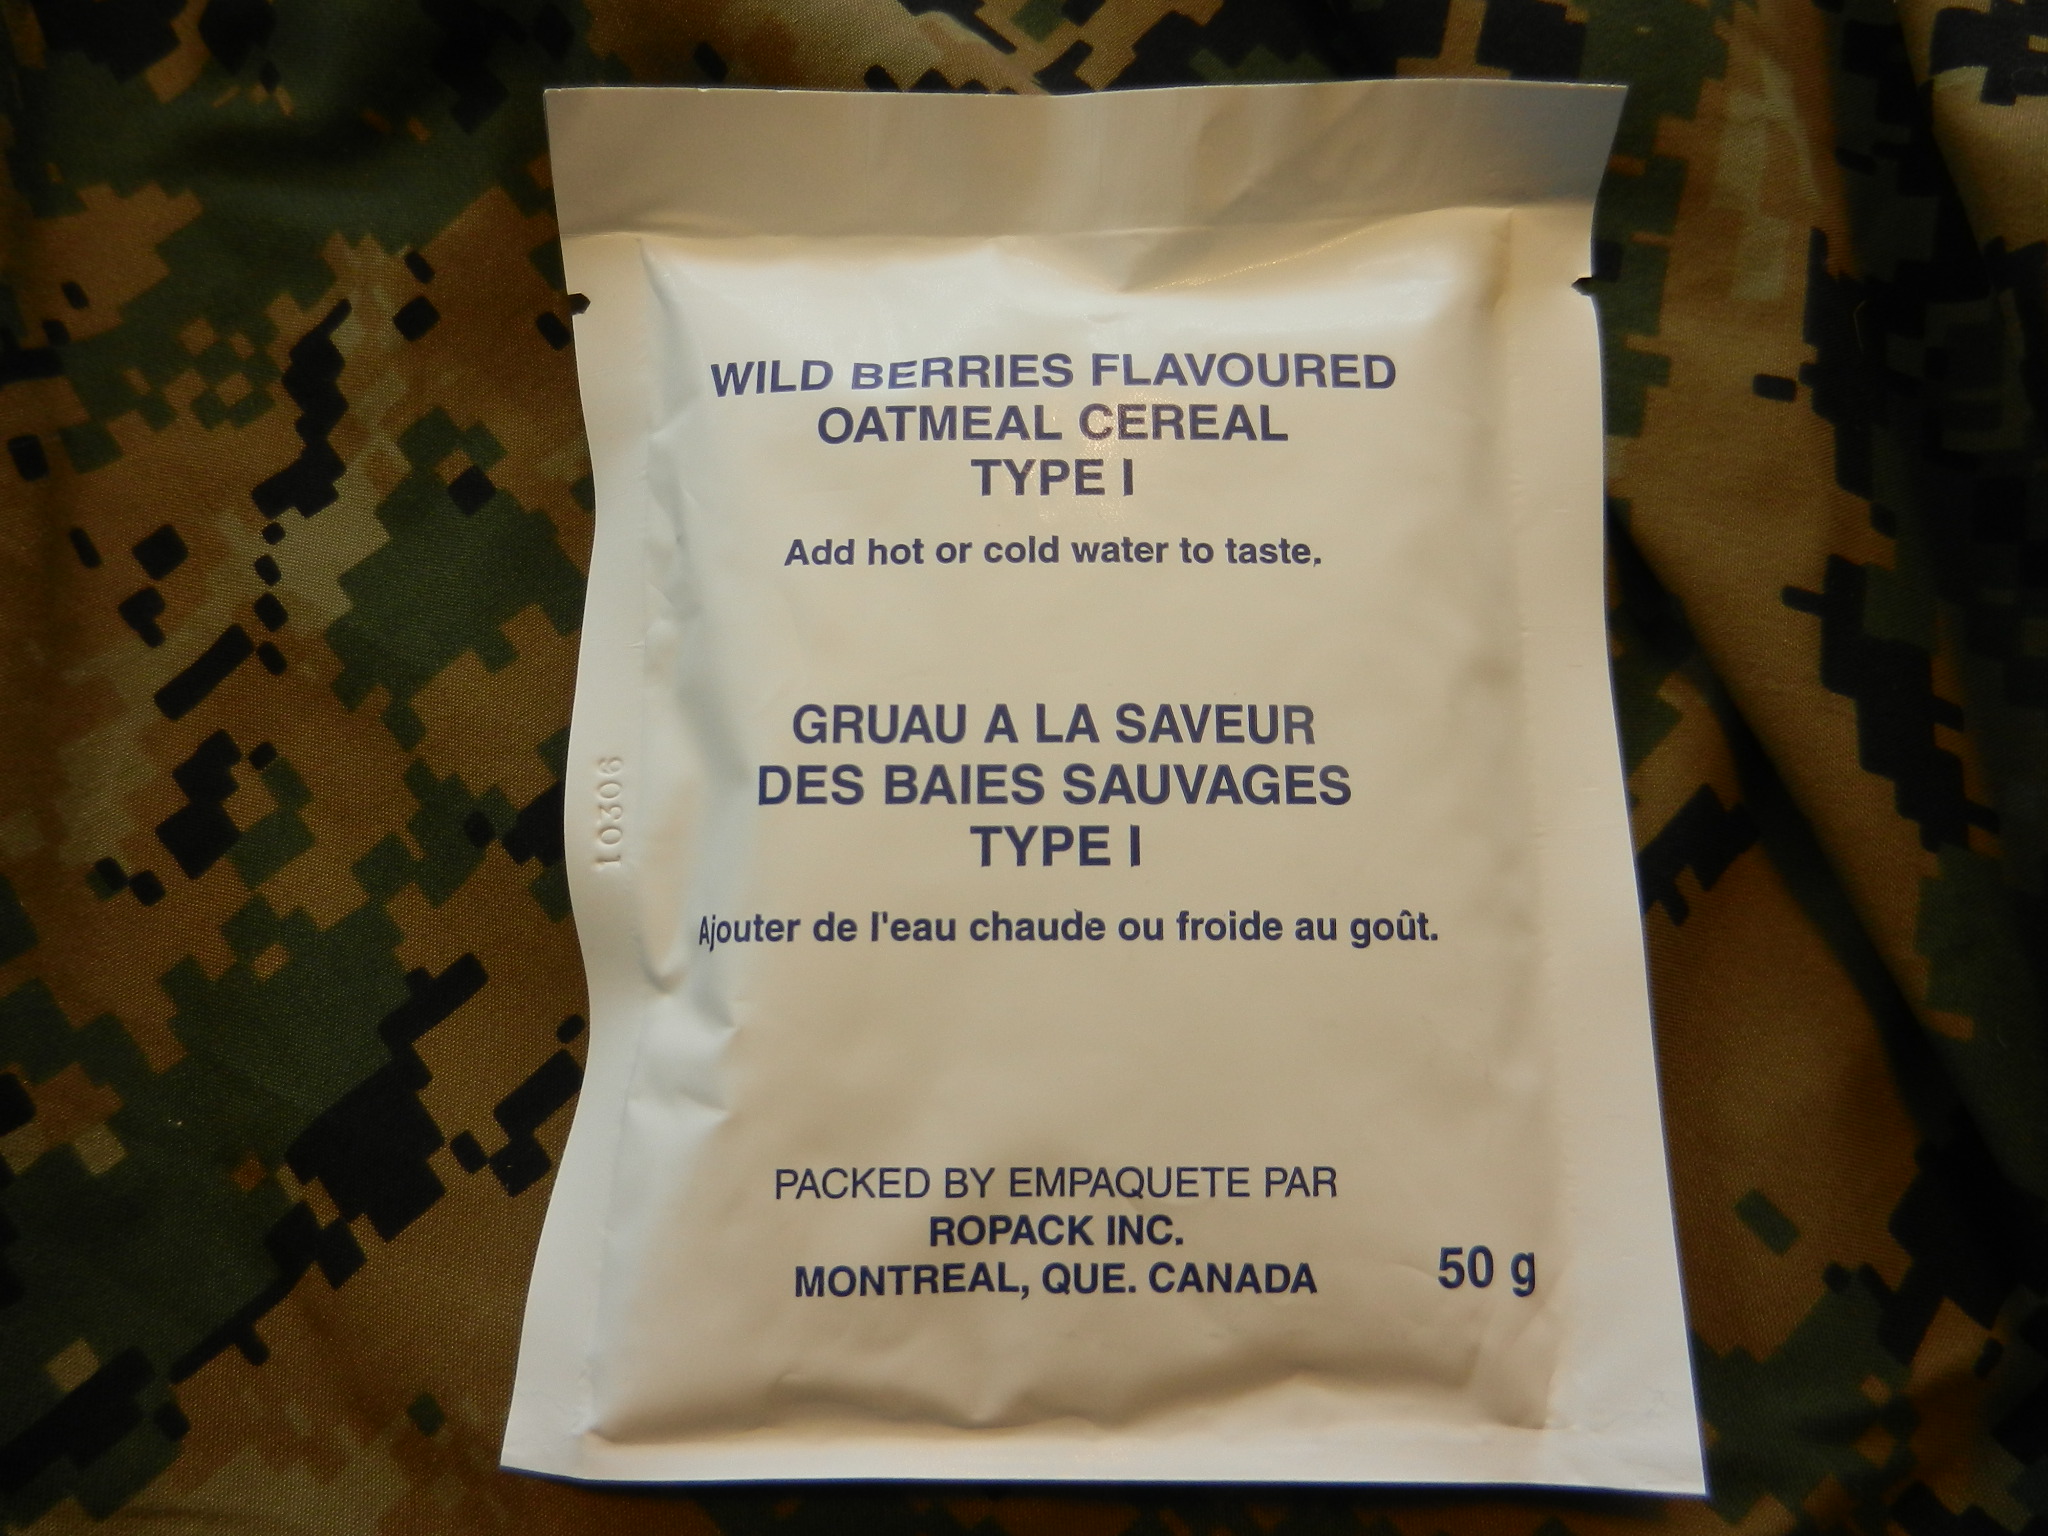 WILD BERRIES FLAVOURED
OATMEAL CEREAL
TYPE I
Add hot or cold water to taste.
GRUAU A LA SAVEUR
DES BAIES SAUVAGES
TYPE I
Ajouter de l'eau chaude ou froide au goût.
PACKED BY EMPAQUETE PAR
ROPACK INC.
MONTREAL, QUE. CANADA
50 g
10306